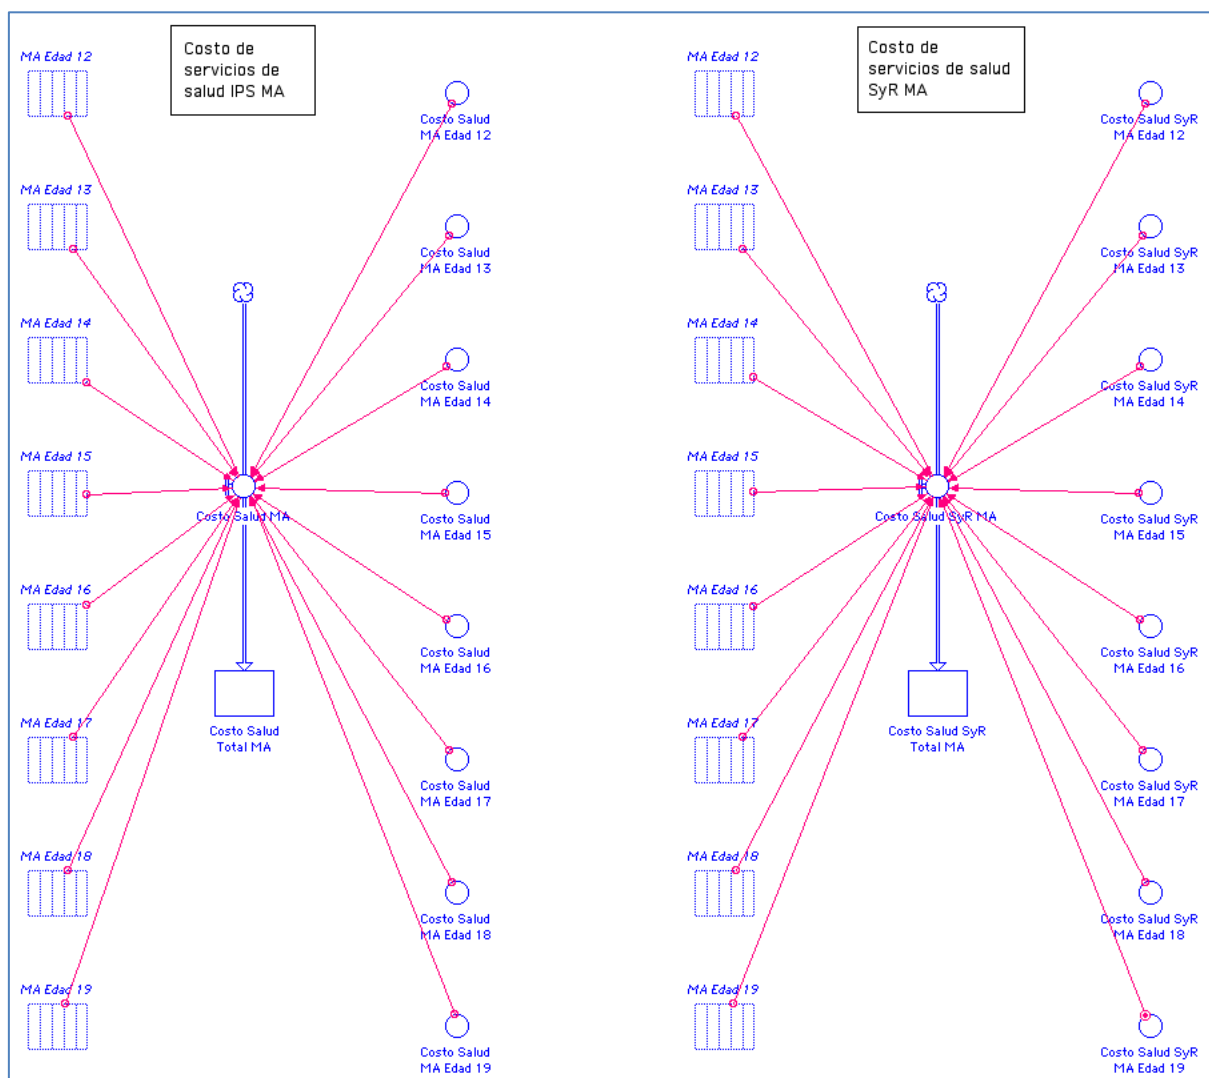 Costo de
servicios de
salud IPS MA
MA Edad 12
Costo Salud
MA Edad 12
MA Edad 13
Costo Salud
MA Edad 13
MA Edad 14
Costo Salud
MA Edad 14
MA Edad 15
Costo Salud MA
Costo Salud
MA Edad 15
MA Edad 16
Costo Salud
MA Edad 16
MA Edad 17
Costo Salud
Total MA
Costo Salud
MA Edad 17
MA Edad 18
Costo Salud
MA Edad 18
MA Edad 19
Costo Salud
MA Edad 19
Costo de
servicios de salud
SyR MA
MA Edad 12
Costo Salud SyR
MA Edad 12
MA Edad 13
Costo Salud SyR
MA Edad 13
MA Edad 14
Costo Salud SyR
MA Edad 14
MA Edad 15
Costo Salud SyR MA
Costo Salud SyR
MA Edad 15
MA Edad 16
Costo Salud SyR
MA Edad 16
MA Edad 17
Costo Salud SyR
Total MA
Costo Salud SyR
MA Edad 17
MA Edad 18
Costo Salud SyR
MA Edad 18
MA Edad 19
Costo Salud SyR
MA Edad 19